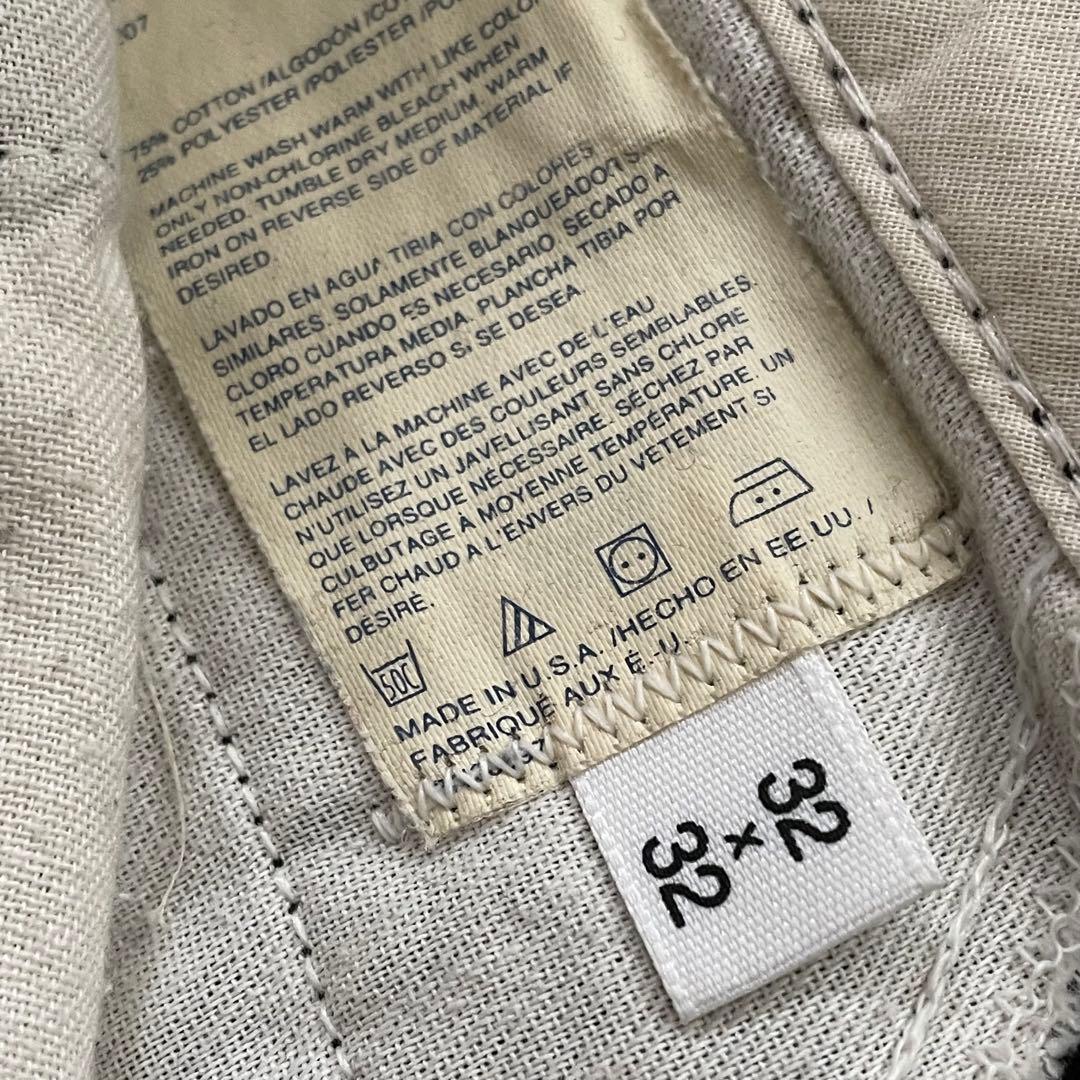 207
75% COTTON /ALGODÓN /COT
25% POLYESTER /POLIESTER /POL
MACHINE WASH WARM WITH LIKE COLOR
ONLY NON-CHLORINE BLEACH WHEN
NEEDED. TUMBLE DRY MEDIUM, WARM
IRON ON REVERSE SIDE OF MATERIAL IF
DESIRED
LAVADO EN AGUA TIBIA CON COLORES
SIMILARES. SOLAMENTE BLANQUEADOR S
CLORO CUANDO ES NECESARIO. SECADO A
TEMPERATURA MEDIA. PLANCHA TIBIA POR
EL LADO REVERSO SI SE DESEA
LAVEZ À LA MACHINE AVEC DE L'EAU
CHAUDE AVEC DES COULEURS SEMBLABLES.
N'UTILISEZ UN JAVELLISANT SANS CHLORE
QUE LORSQUE NÉCESSAIRE. SÉCHEZ PAR
CULBUTAGE À MOYENNE TEMPÉRATURE. UN
FER CHAUD A L'ENVERS DU VETEMENT SI
DÉSIRÉ.
50C
MADE IN U.S.A. /HECHO EN EE.UU. /
FABRIQUÉ AUX É.-U.
32
×
32